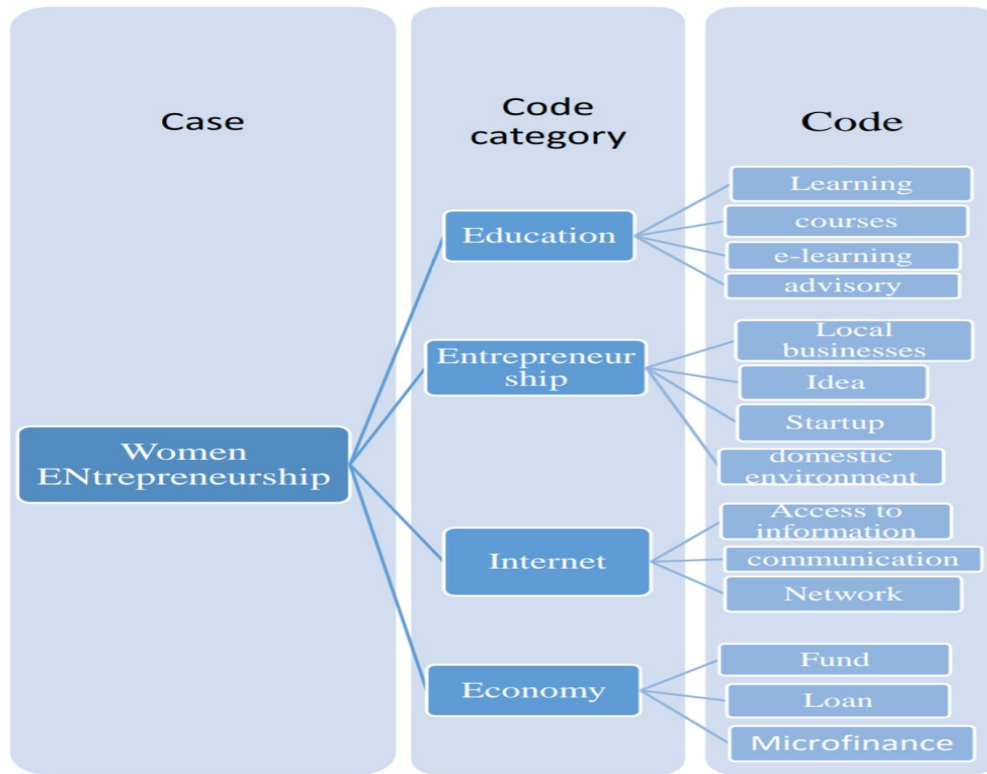 Case
Code
category
Code
Women
ENtrepreneurship
Education
Learning
courses
e-learning
advisory
Entrepreneur
ship
Local
businesses
Idea
Startup
domestic
environment
Internet
Access to
information
communication
Network
Economy
Fund
Loan
Microfinance